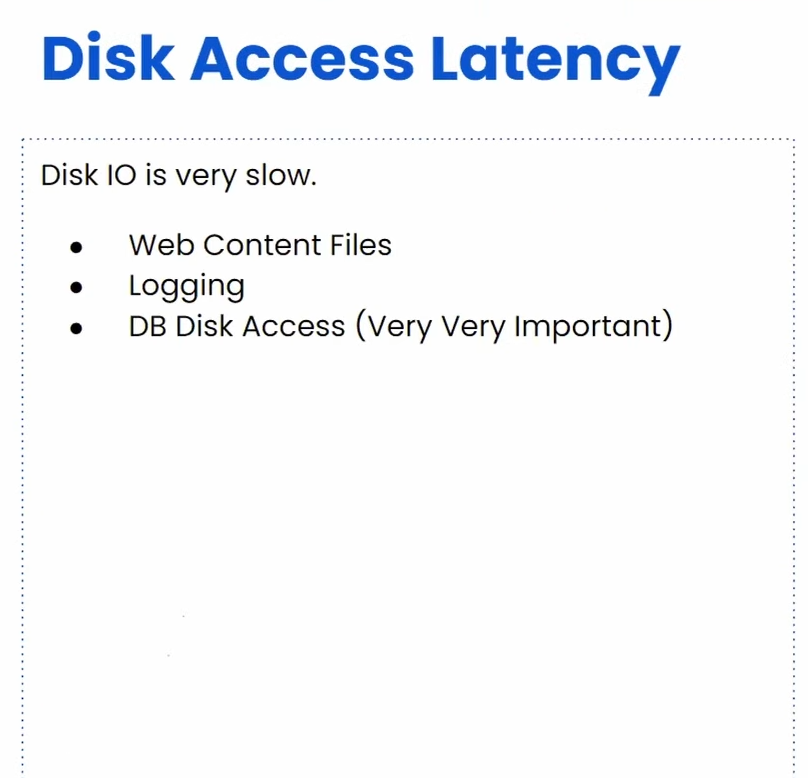 Disk Access Latency
Disk IO is very slow.
● Web Content Files
● Logging
● DB Disk Access (Very Very Important)